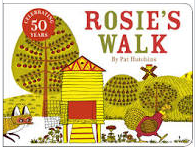 CELEBRATING
50
YEARS
ROSIE'S
WALK
By Pat Hutchins